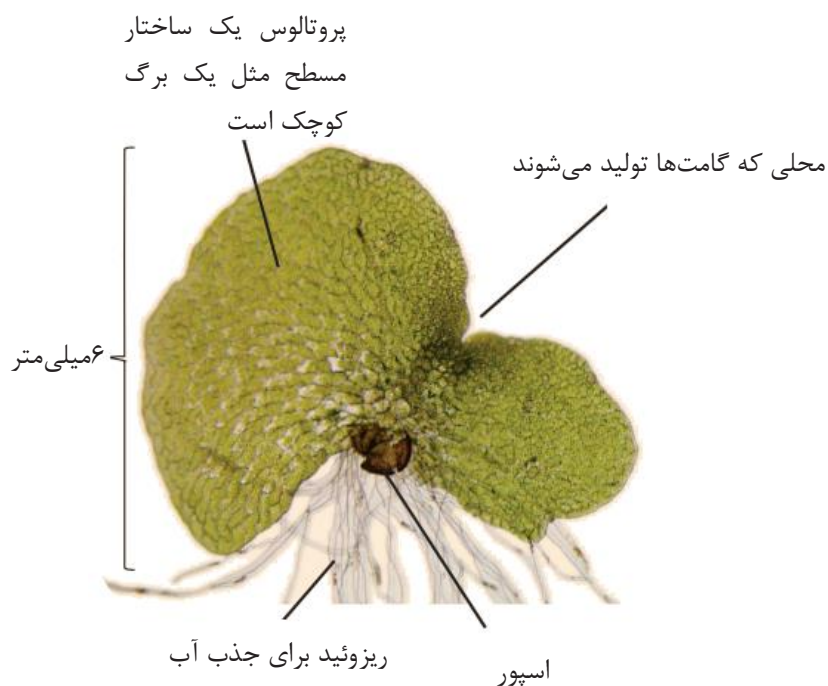 پروتالوس یک ساختار
مسطح مثل یک برگ
کوچک است
محلی که گامت‌ها تولید می‌شوند
۶میلی‌متر
ریزوئید برای جذب آب
اسپور